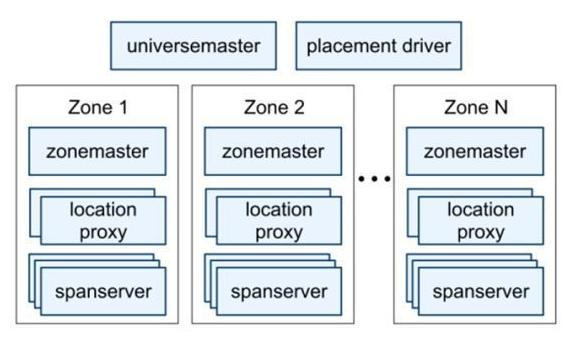 universemaster
placement driver
Zone 1
zonemaster
location
proxy
spanserver
Zone 2
zonemaster
location
proxy
spanserver
...
Zone N
zonemaster
location
proxy
spanserver